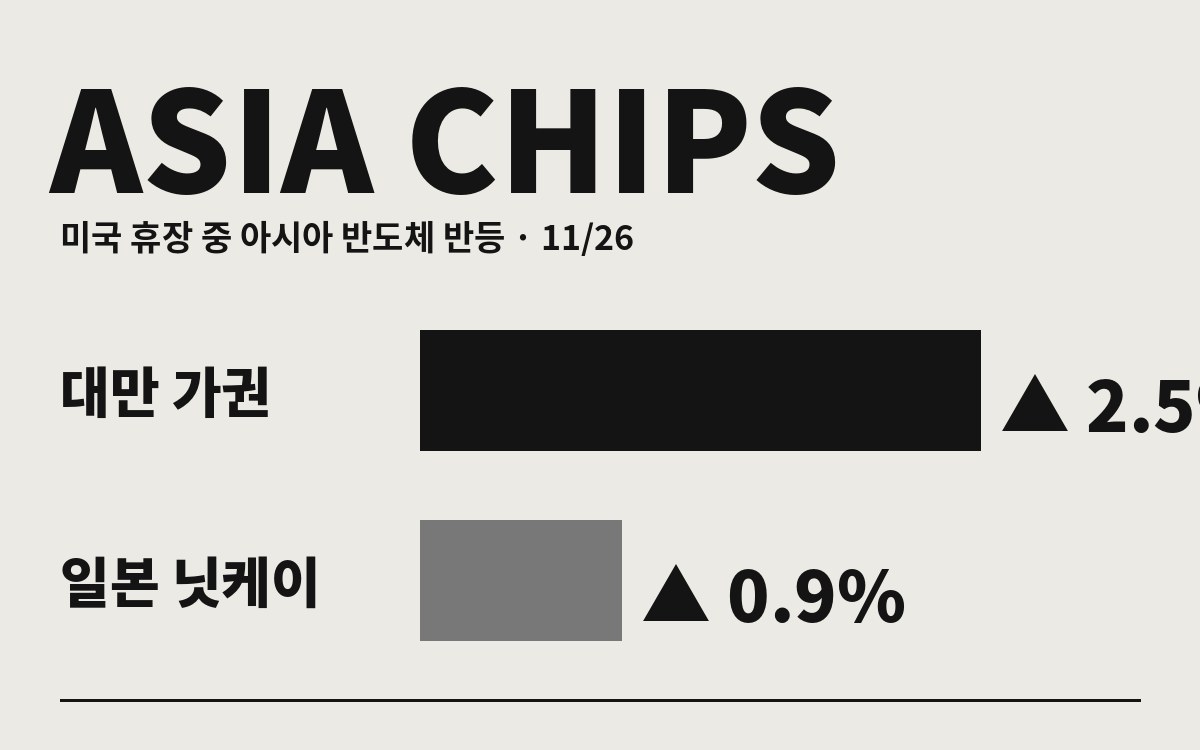 ASIA CHIPS
미국 휴장 중 아시아 반도체 반등 · 11/26
대만 가권
▲ 2.5
일본 닛케이
▲ 0.9%